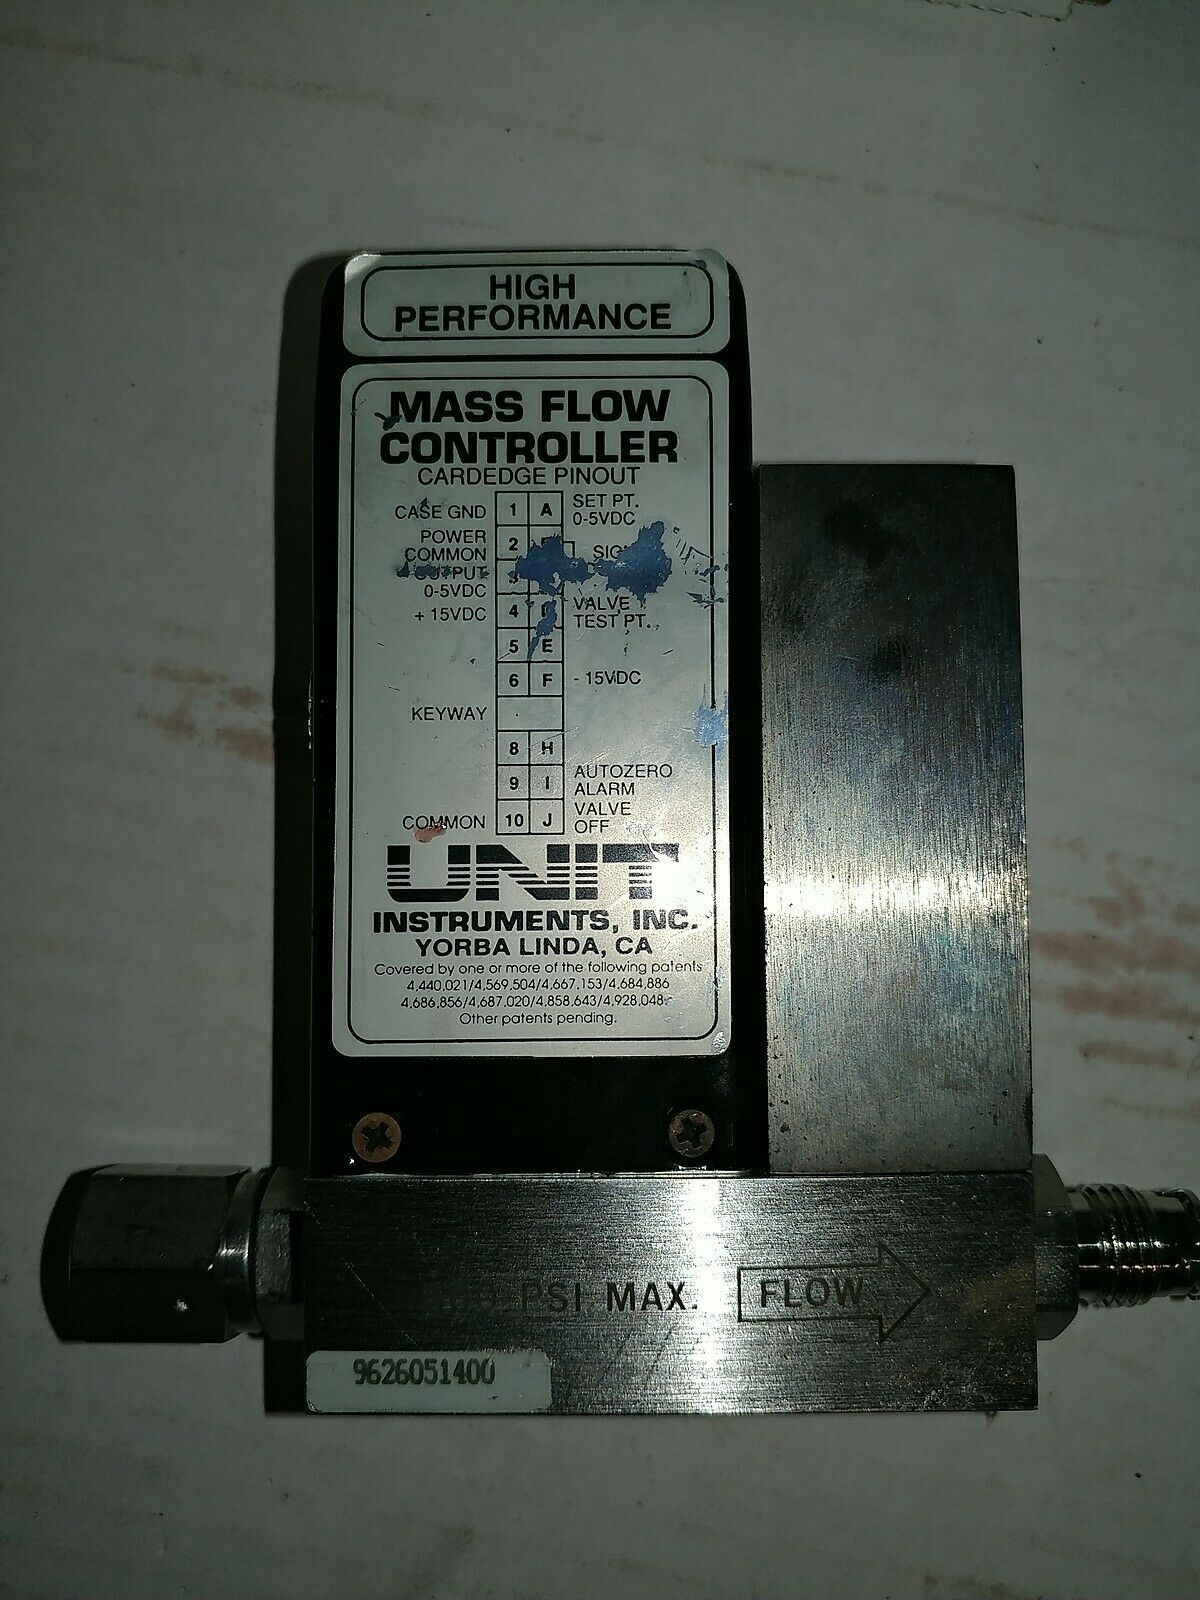 HIGH
PERFORMANCE
MASS FLOW
CONTROLLER
CARDEDGE PINOUT
CASE GND 1 A SET PT.
0-5VDC
POWER
COMMON 2
OUTPUT
0-5VDC 3
+ 15VDC 4 VALVE
TEST PT.
5 E
6 F - 15VDC
KEYWAY
8 H
9 I AUTOZERO
ALARM
COMMON 10 J VALVE
OFF
UNIT
INSTRUMENTS, INC.
YORBA LINDA, CA
Covered by one or more of the following patents
4,440,021/4,569,504/4,667,153/4,684,886
4,686,856/4,687,020/4,858,643/4,928,048
Other patents pending.
PSI MAX. FLOW
9626051400